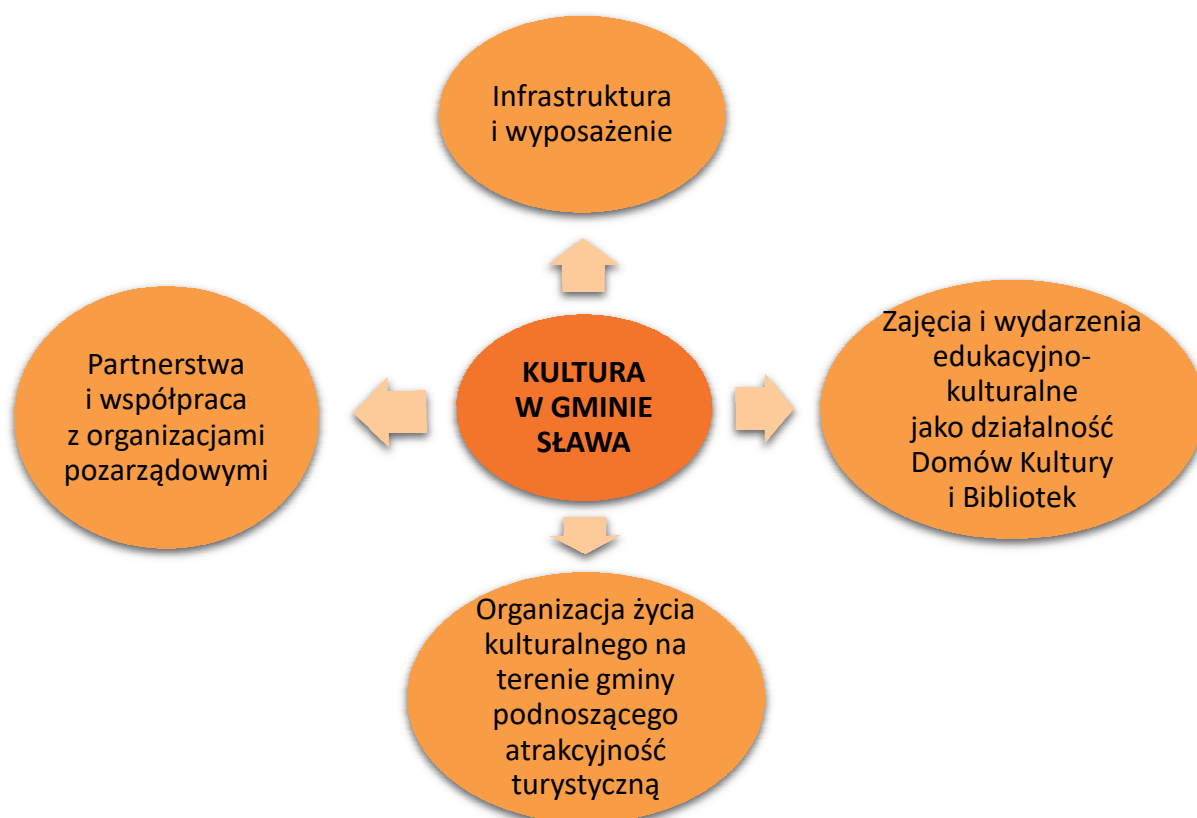 Infrastruktura
i wyposażenie
Partnerstwa
i współpraca
z organizacjami
pozarządowymi
KULTURA
W GMINIE
SŁAWA
Zajęcia i wydarzenia
edukacyjno-
kulturalne
jako działalność
Domów Kultury
i Bibliotek
Organizacja życia
kulturalnego na
terenie gminy
podnoszącego
atrakcyjność
turystyczną